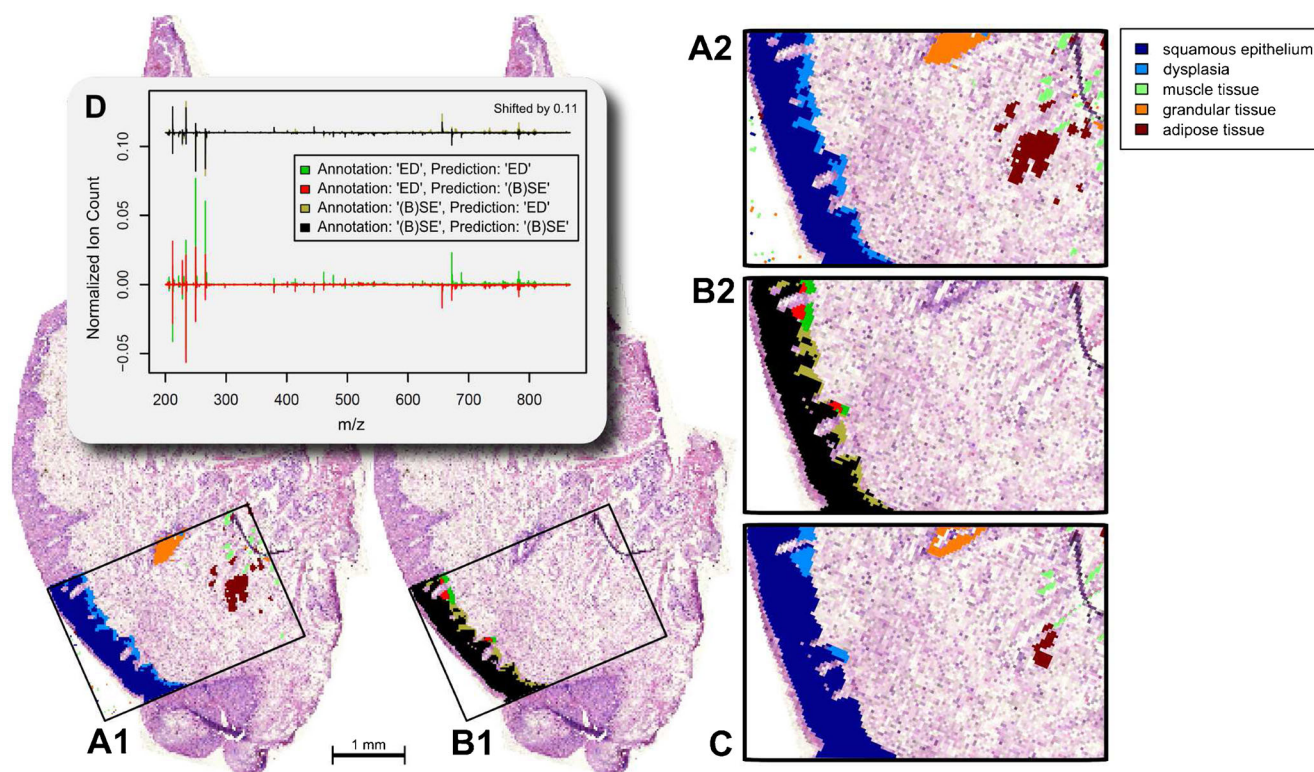 D
Shifted by 0.11
Normalized Ion Count
0.10
0.05
0.00
−0.05
Annotation: 'ED', Prediction: 'ED'
Annotation: 'ED', Prediction: '(B)SE'
Annotation: '(B)SE', Prediction: 'ED'
Annotation: '(B)SE', Prediction: '(B)SE'
200 300 400 500 600 700 800
m/z
A1
1 mm
B1
A2
B2
C
squamous epithelium
dysplasia
muscle tissue
grandular tissue
adipose tissue